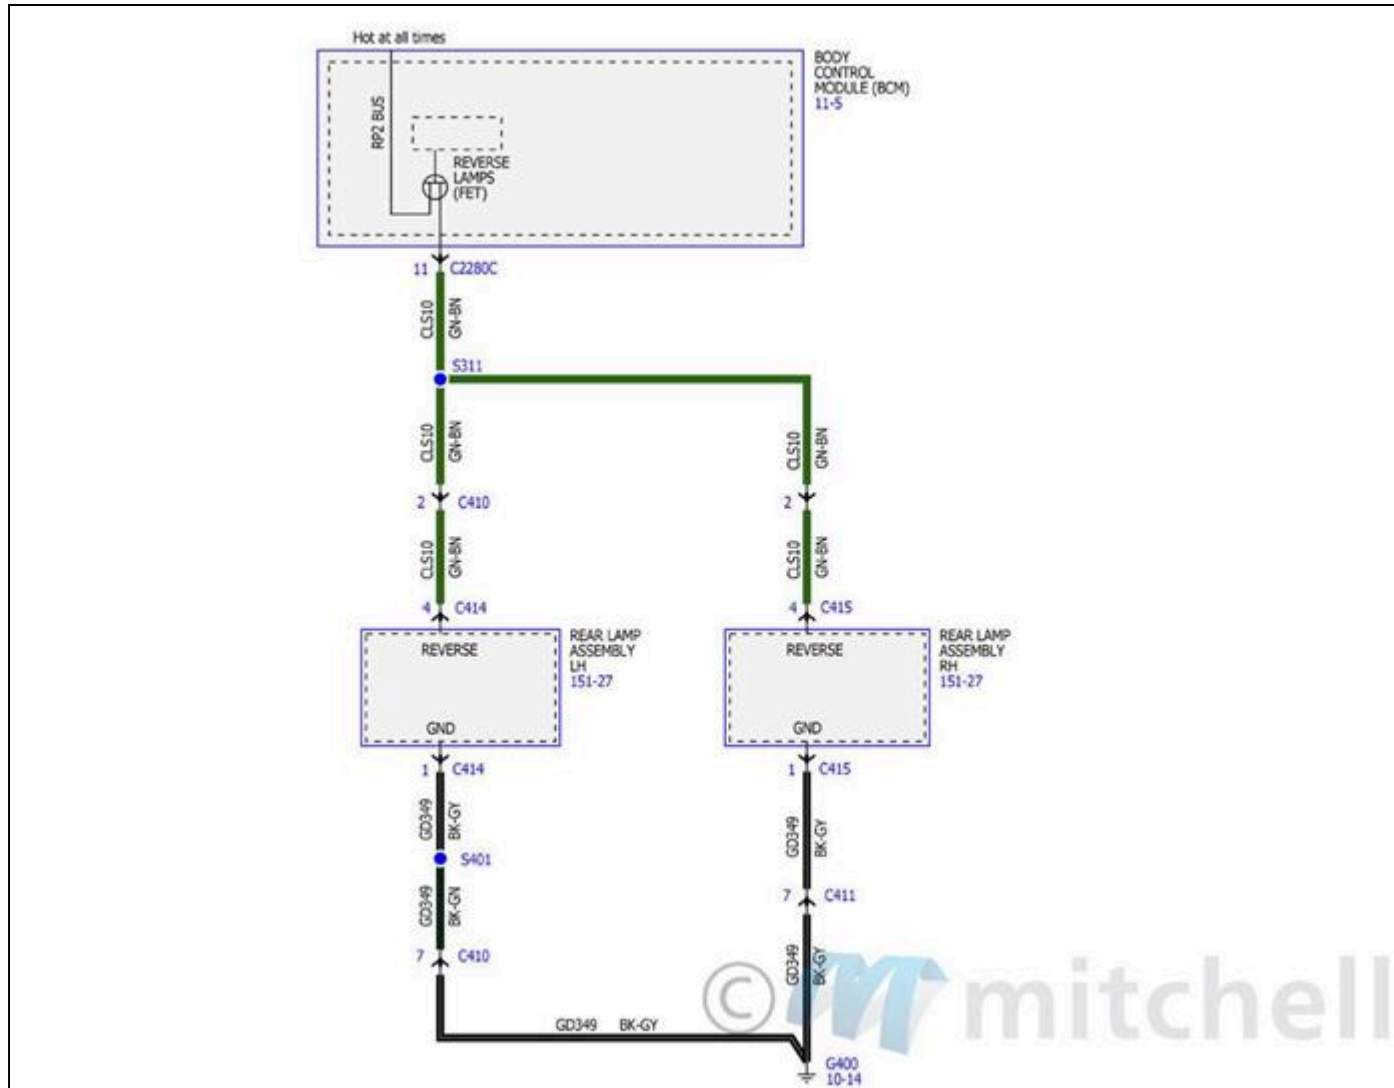 Hot at all times
BODY
CONTROL
MODULE (BCM)
11-5
RP2 BUS
REVERSE
LAMPS
(FET)
11 C2280C
CLS10 GN-BN
S311
CLS10 GN-BN
CLS10 GN-BN
2 C410
2
CLS10 GN-BN
CLS10 GN-BN
4 C414
4 C415
REVERSE
REAR LAMP
ASSEMBLY
LH
151-27
REVERSE
REAR LAMP
ASSEMBLY
RH
151-27
GND
GND
1 C414
1 C415
GD349 BK-GY
GD349 BK-GY
S401
GD349 BK-GN
7 C411
7 C410
GD349 BK-GY
GD349 BK-GY
© mitchell
G400
10-14